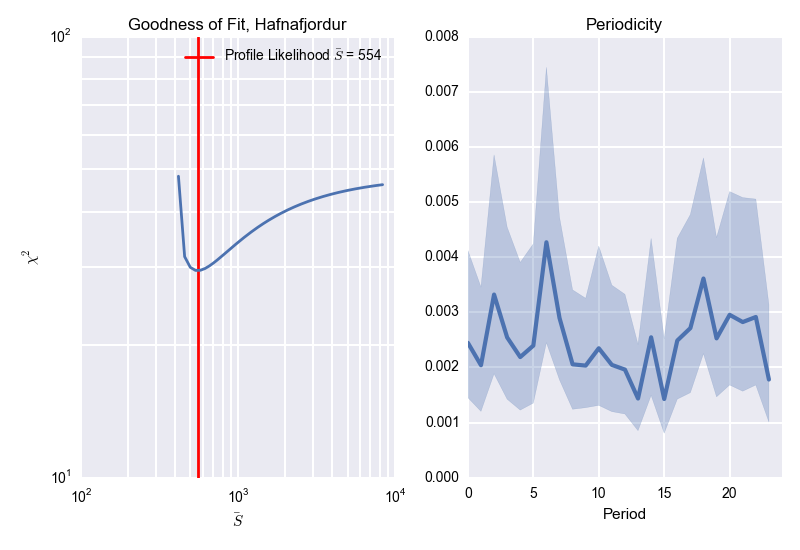 Goodness of Fit, Hafnafjordur
10²
Profile Likelihood S̄ = 554
χ²
10¹
10² 10³ 10⁴
S̄
Periodicity
0.008
0.007
0.006
0.005
0.004
0.003
0.002
0.001
0.000
0 5 10 15 20
Period